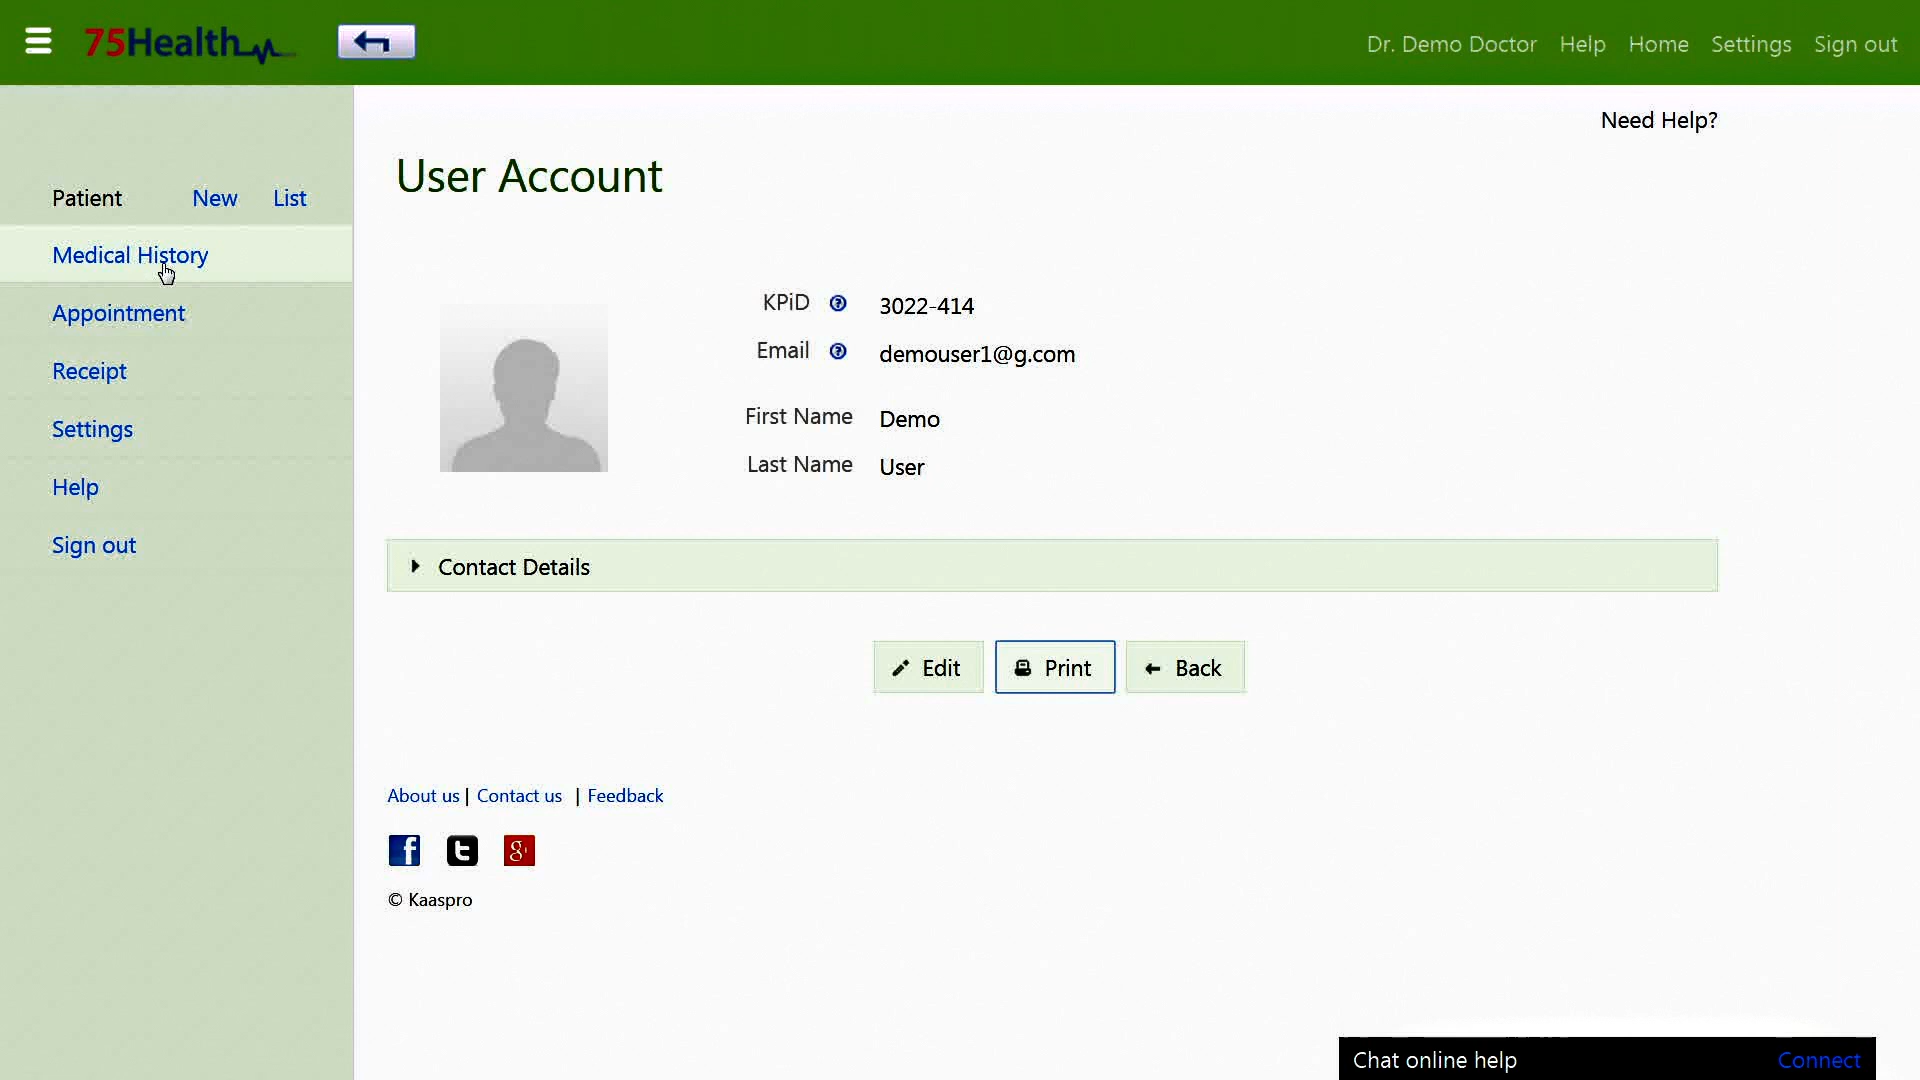 75Health
Dr. Demo Doctor Help Home Settings Sign out
Need Help?
User Account
Patient New List
Medical History
Appointment
Receipt
Settings
Help
Sign out
KPiD 3022-414
Email demouser1@g.com
First Name Demo
Last Name User
Contact Details
Edit Print Back
About us | Contact us | Feedback
© Kaaspro
Chat online help Connect